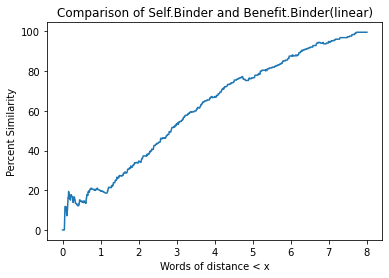 Comparison of Self.Binder and Benefit.Binder(linear)
100
80
60
40
20
0
Percent Similarity
0 1 2 3 4 5 6 7 8
Words of distance < x